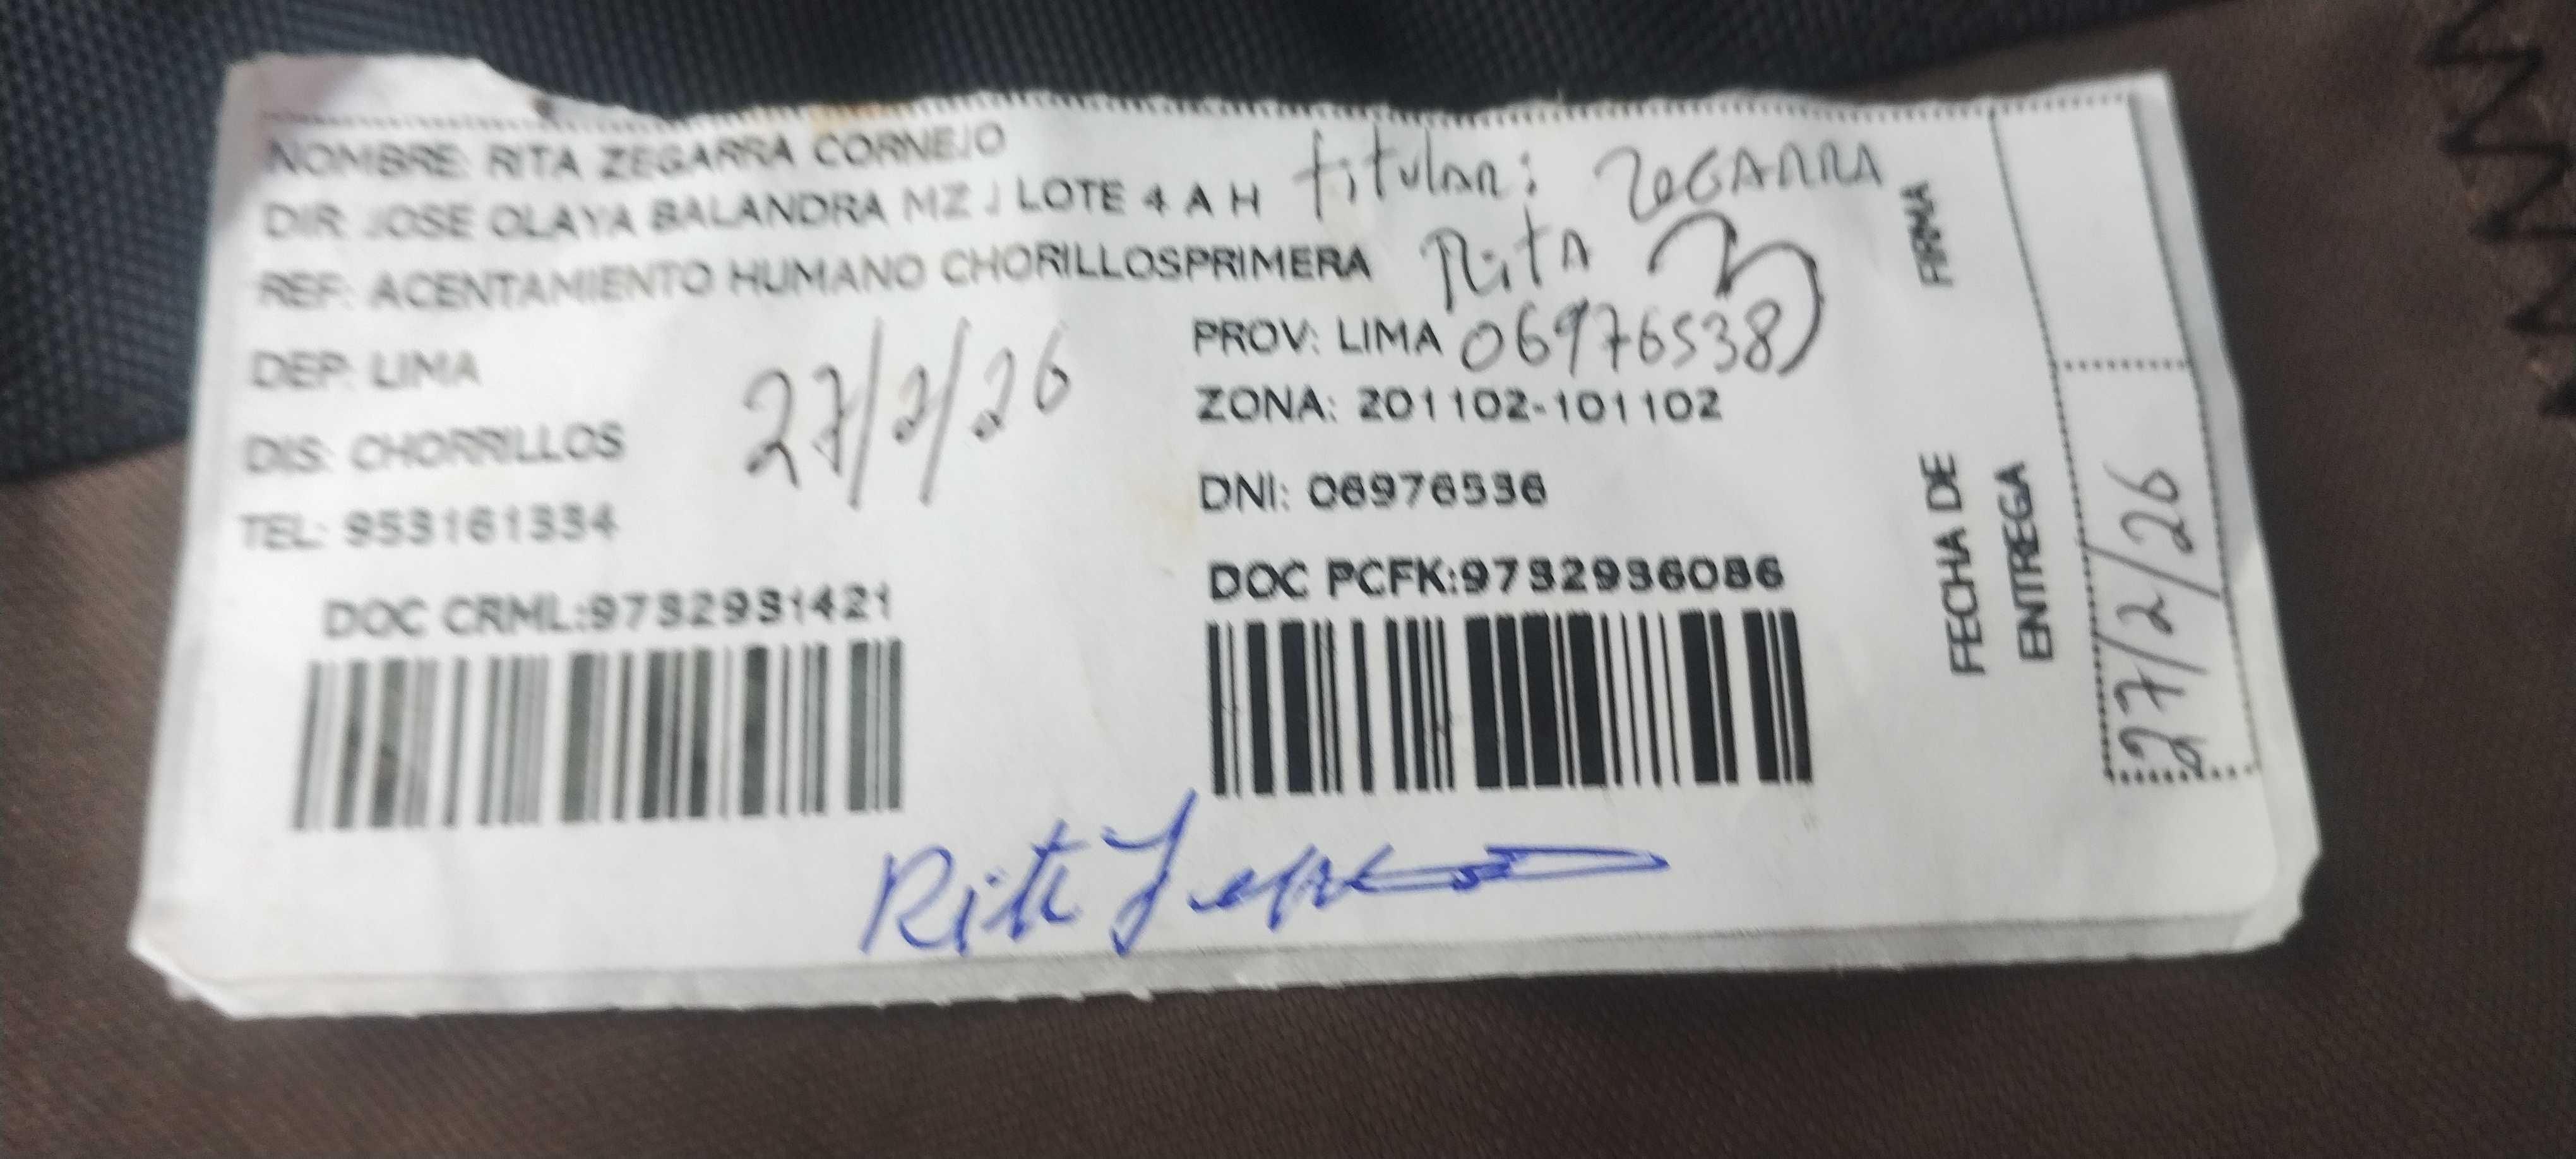 NOMBRE: RITA ZEGARRA CORNEJO
titular: ZEGARRA
DIR: JOSE OLAYA BALANDRA MZ J LOTE 4 A H
Rita
REF: ACENTAMIENTO HUMANO CHORILLOSPRIMERA
DEP: LIMA
27/2/26
PROV: LIMA 06976538
ZONA: 201102-101102
DIS: CHORRILLOS
DNI: 06976536
TEL: 953161334
DOC CRML:9732931421
DOC PCFK:9732936086
FIRMA
FECHA DE
ENTREGA
27/2/26
Rita